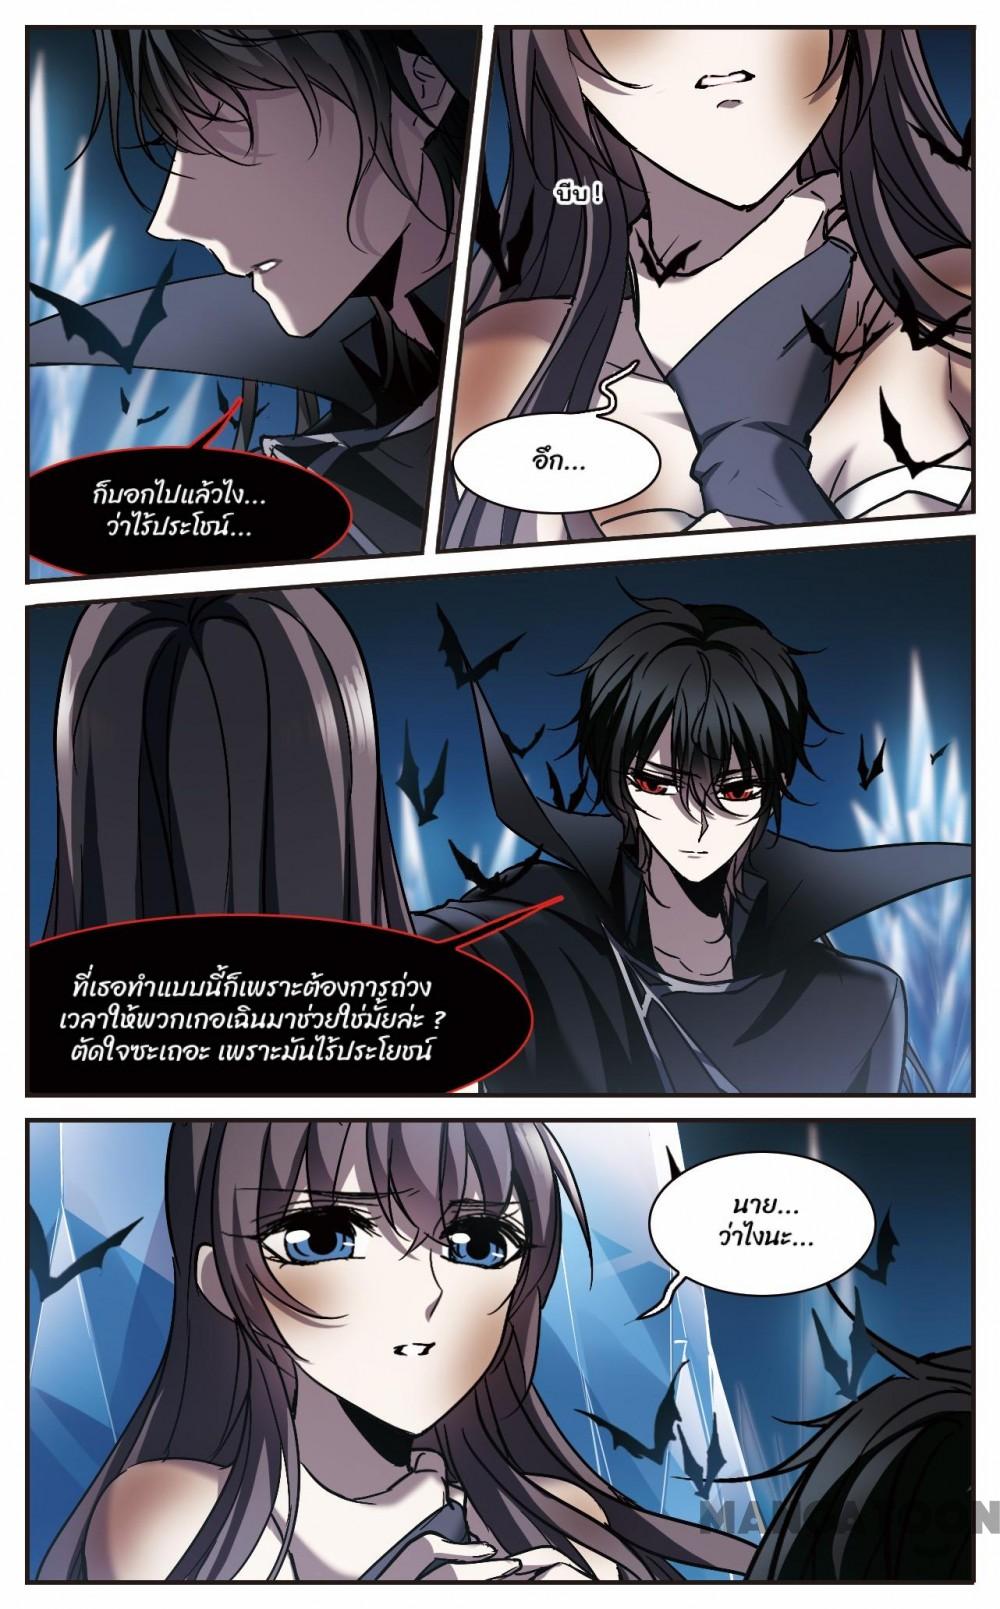 บีบ !
อึก...
ก็บอกไปแล้วไง...
ว่าไร้ประโชน์...
ที่เธอทำแบบนี้ก็เพราะต้องการถ่วง
เวลาให้พวกเกอเฉินมาช่วยใช่มั้ยล่ะ ?
ตัดใจซะเถอะ เพราะมันไร้ประโยชน์
นาย...
ว่าไงนะ...
MANGATOON